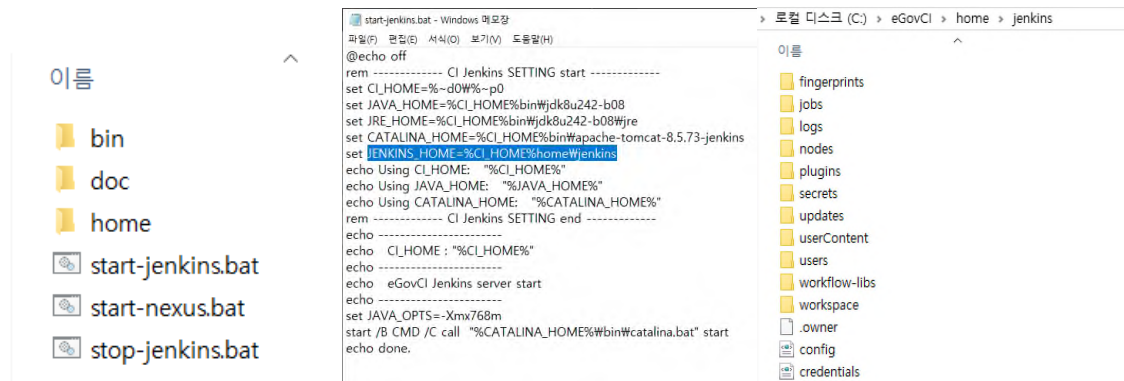 이름
bin
doc
home
start-jenkins.bat
start-nexus.bat
stop-jenkins.bat
start-jenkins.bat - Windows 메모장
파일(F) 편집(E) 서식(O) 보기(V) 도움말(H)
@echo off
rem ------------- CI Jenkins SETTING start -------------
set CI_HOME=%~d0₩%~p0
set JAVA_HOME=%CI_HOME%bin₩jdk8u242-b08
set JRE_HOME=%CI_HOME%bin₩jdk8u242-b08₩jre
set CATALINA_HOME=%CI_HOME%bin₩apache-tomcat-8.5.73-jenkins
set JENKINS_HOME=%CI_HOME%home₩jenkins
echo Using CI_HOME: "%CI_HOME%"
echo Using JAVA_HOME: "%JAVA_HOME%"
echo Using CATALINA_HOME: "%CATALINA_HOME%"
rem ------------- CI Jenkins SETTING end -------------
echo ------------------------
echo CI_HOME : "%CI_HOME%"
echo ------------------------
echo eGovCI Jenkins server start
echo ------------------------
set JAVA_OPTS=-Xmx768m
start /B CMD /C call "%CATALINA_HOME%₩bin₩catalina.bat" start
echo done.
> 로컬 디스크 (C:) > eGovCI > home > jenkins
이름
fingerprints
jobs
logs
nodes
plugins
secrets
updates
userContent
users
workflow-libs
workspace
.owner
config
credentials